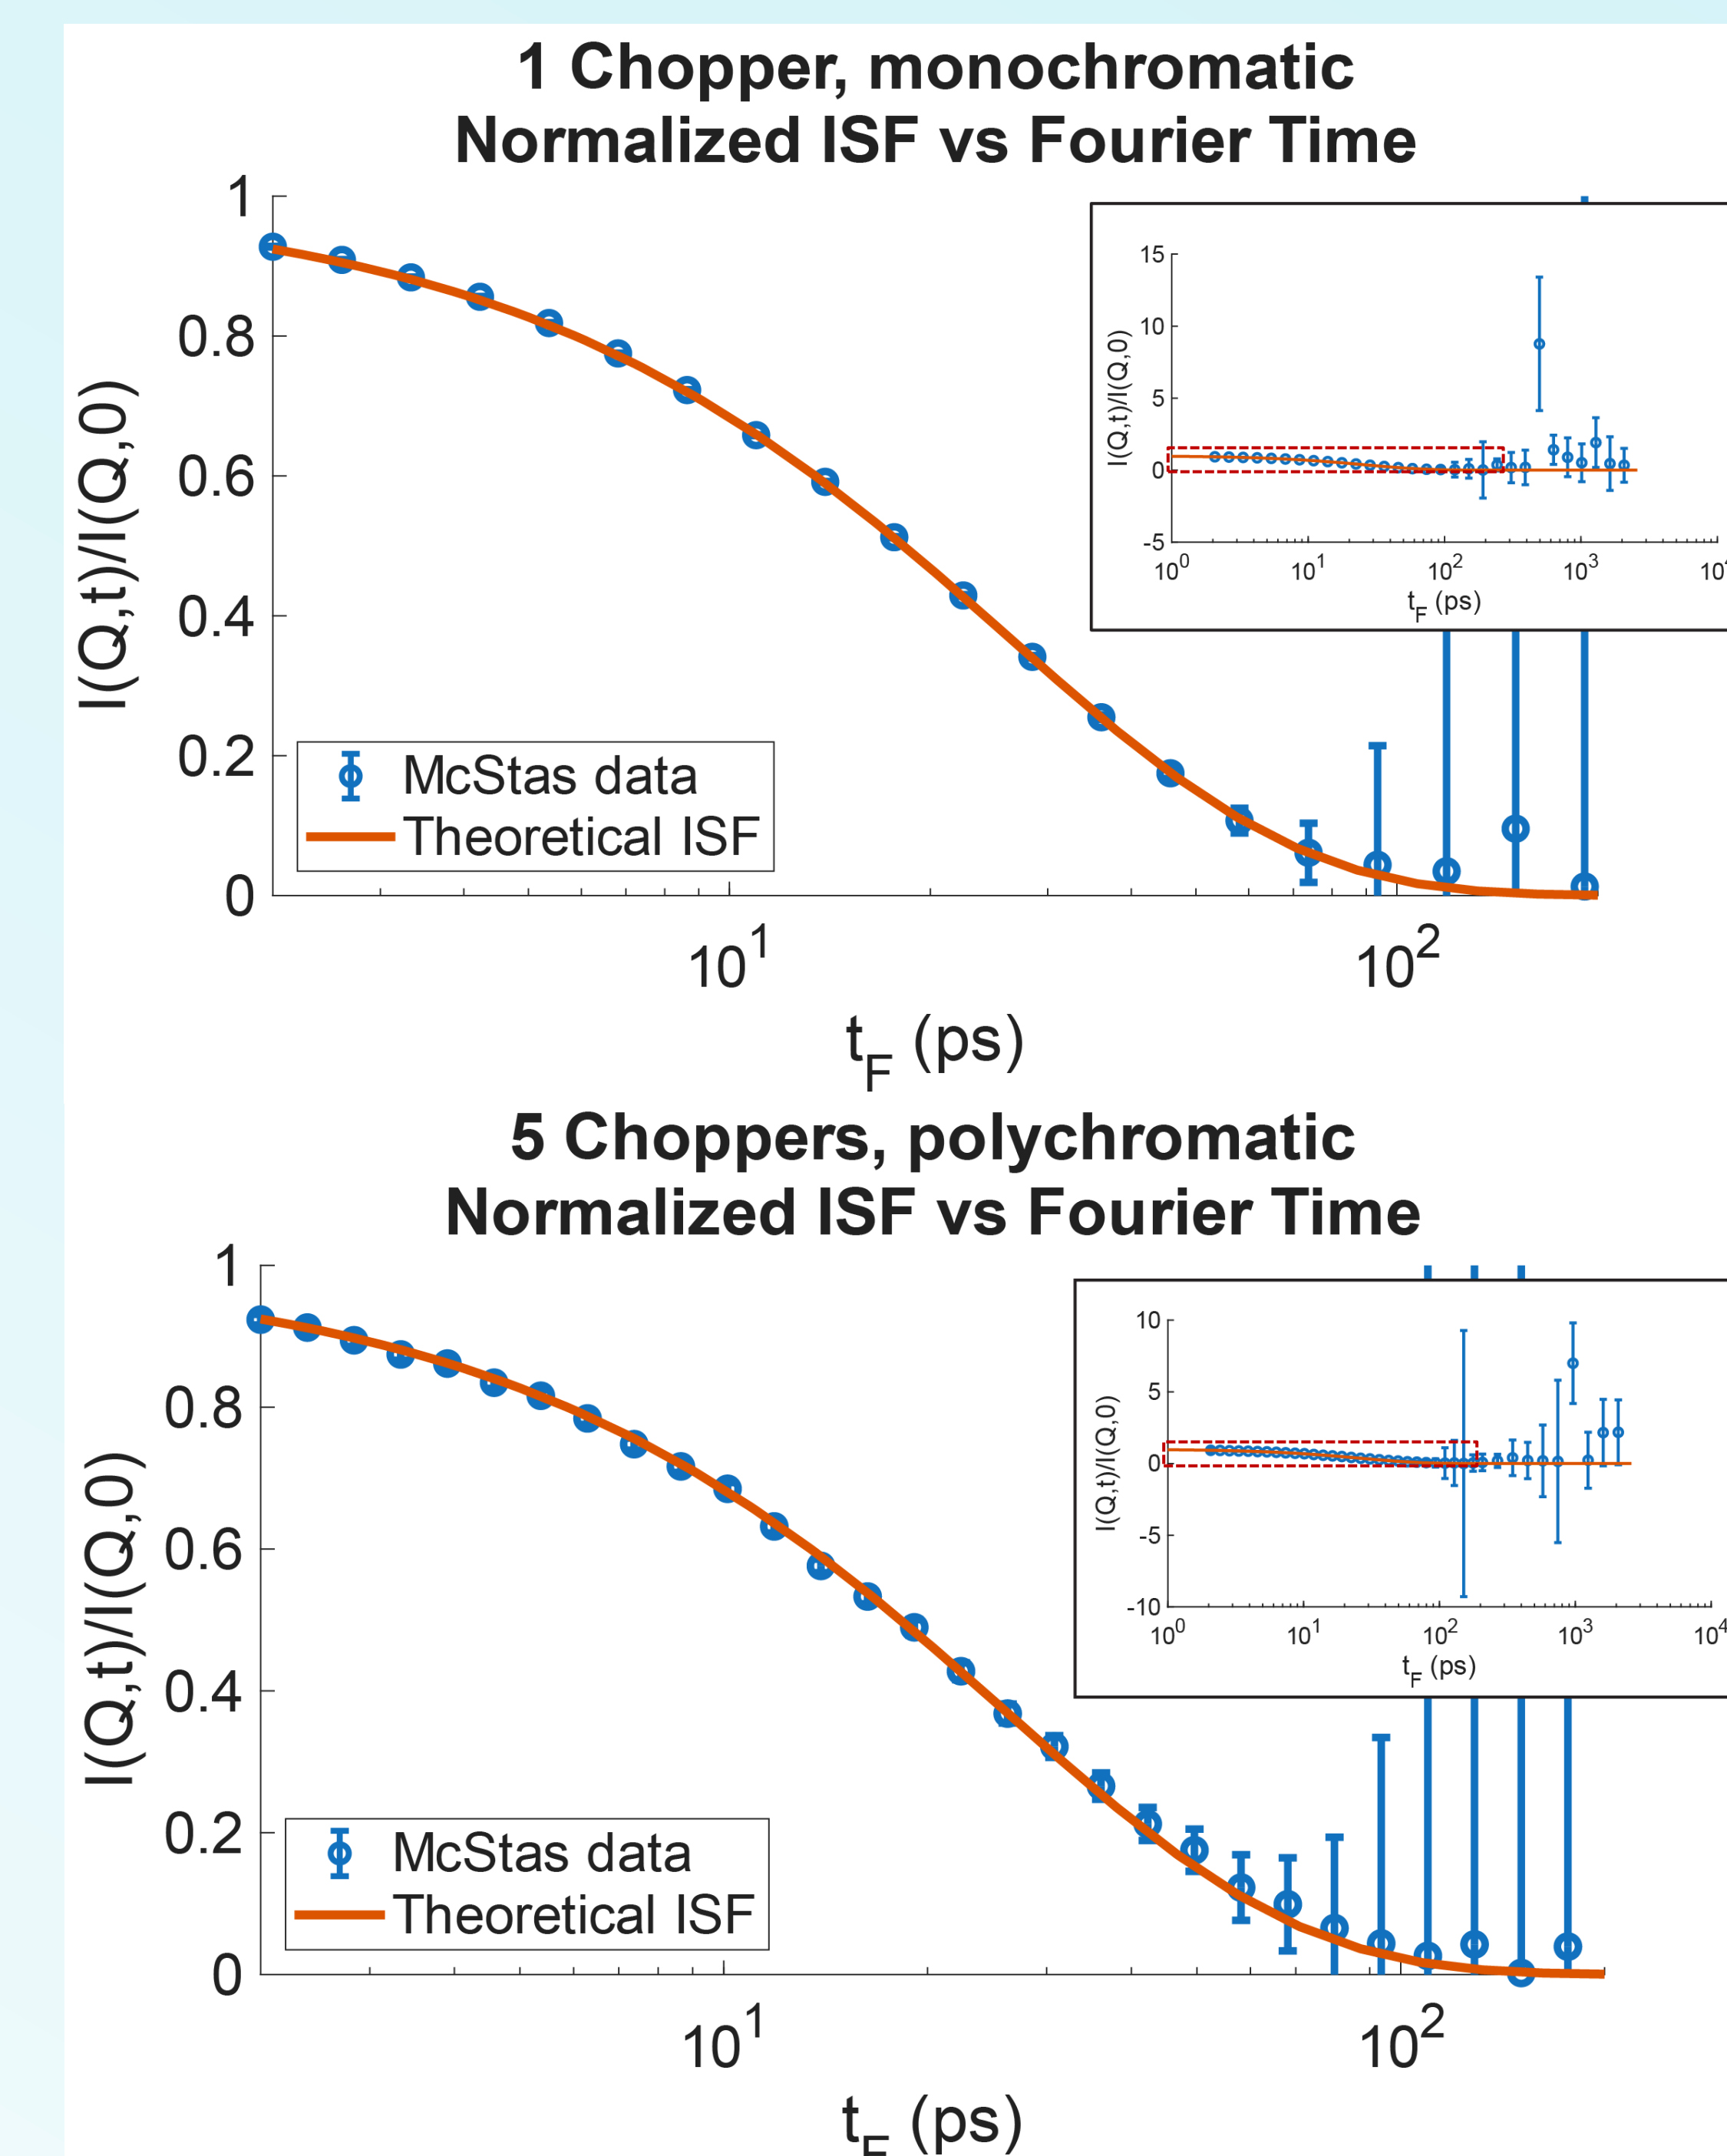 1 Chopper, monochromatic
Normalized ISF vs Fourier Time
1
0.8
0.6
0.4
0.2
0
I(Q,t)/I(Q,0)
McStas data
Theoretical ISF
10^1
10^2
t_F (ps)
15
10
5
0
-5
I(Q,t)/I(Q,0)
10^0
10^1
10^2
10^3
t_F (ps)
5 Choppers, polychromatic
Normalized ISF vs Fourier Time
1
0.8
0.6
0.4
0.2
0
I(Q,t)/I(Q,0)
McStas data
Theoretical ISF
10^1
10^2
t_F (ps)
10
5
0
-5
-10
I(Q,t)/I(Q,0)
10^0
10^1
10^2
10^3
10^4
t_F (ps)